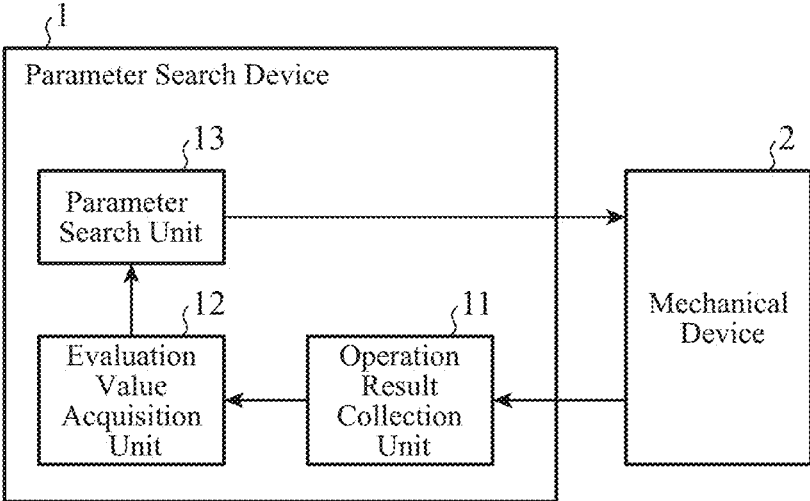 1
Parameter Search Device
13
Parameter
Search Unit
2
Mechanical
Device
12
Evaluation
Value
Acquisition
Unit
11
Operation
Result
Collection
Unit